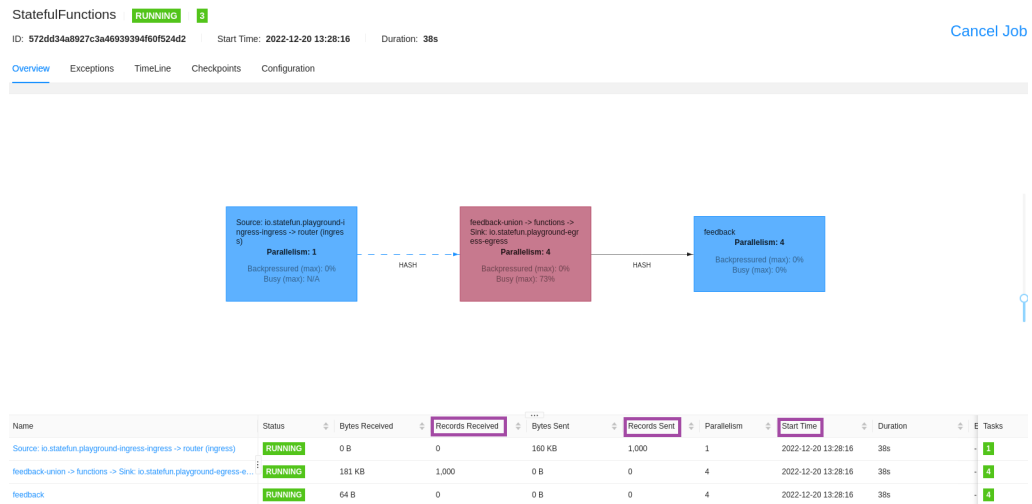 StatefulFunctions RUNNING 3
Cancel Job
ID: 572dd34a8927c3a46939394f60f524d2 Start Time: 2022-12-20 13:28:16 Duration: 38s
Overview Exceptions TimeLine Checkpoints Configuration
Source: io.statefun.playground-i
ngress-ingress -> router (ingres
s)
Parallelism: 1
Backpressured (max): 0%
Busy (max): N/A
HASH
feedback-union -> functions ->
Sink: io.statefun.playground-egr
ess-egress
Parallelism: 4
Backpressured (max): 0%
Busy (max): 73%
HASH
feedback
Parallelism: 4
Backpressured (max): 0%
Busy (max): 0%
Name Status Bytes Received Records Received Bytes Sent Records Sent Parallelism Start Time Duration E Tasks
Source: io.statefun.playground-ingress-ingress -> router (ingress) RUNNING 0 B 0 160 KB 1,000 1 2022-12-20 13:28:16 38s - 1
feedback-union -> functions -> Sink: io.statefun.playground-egress-e... RUNNING 181 KB 1,000 0 B 0 4 2022-12-20 13:28:16 38s - 4
feedback RUNNING 64 B 0 0 B 0 4 2022-12-20 13:28:16 38s - 4